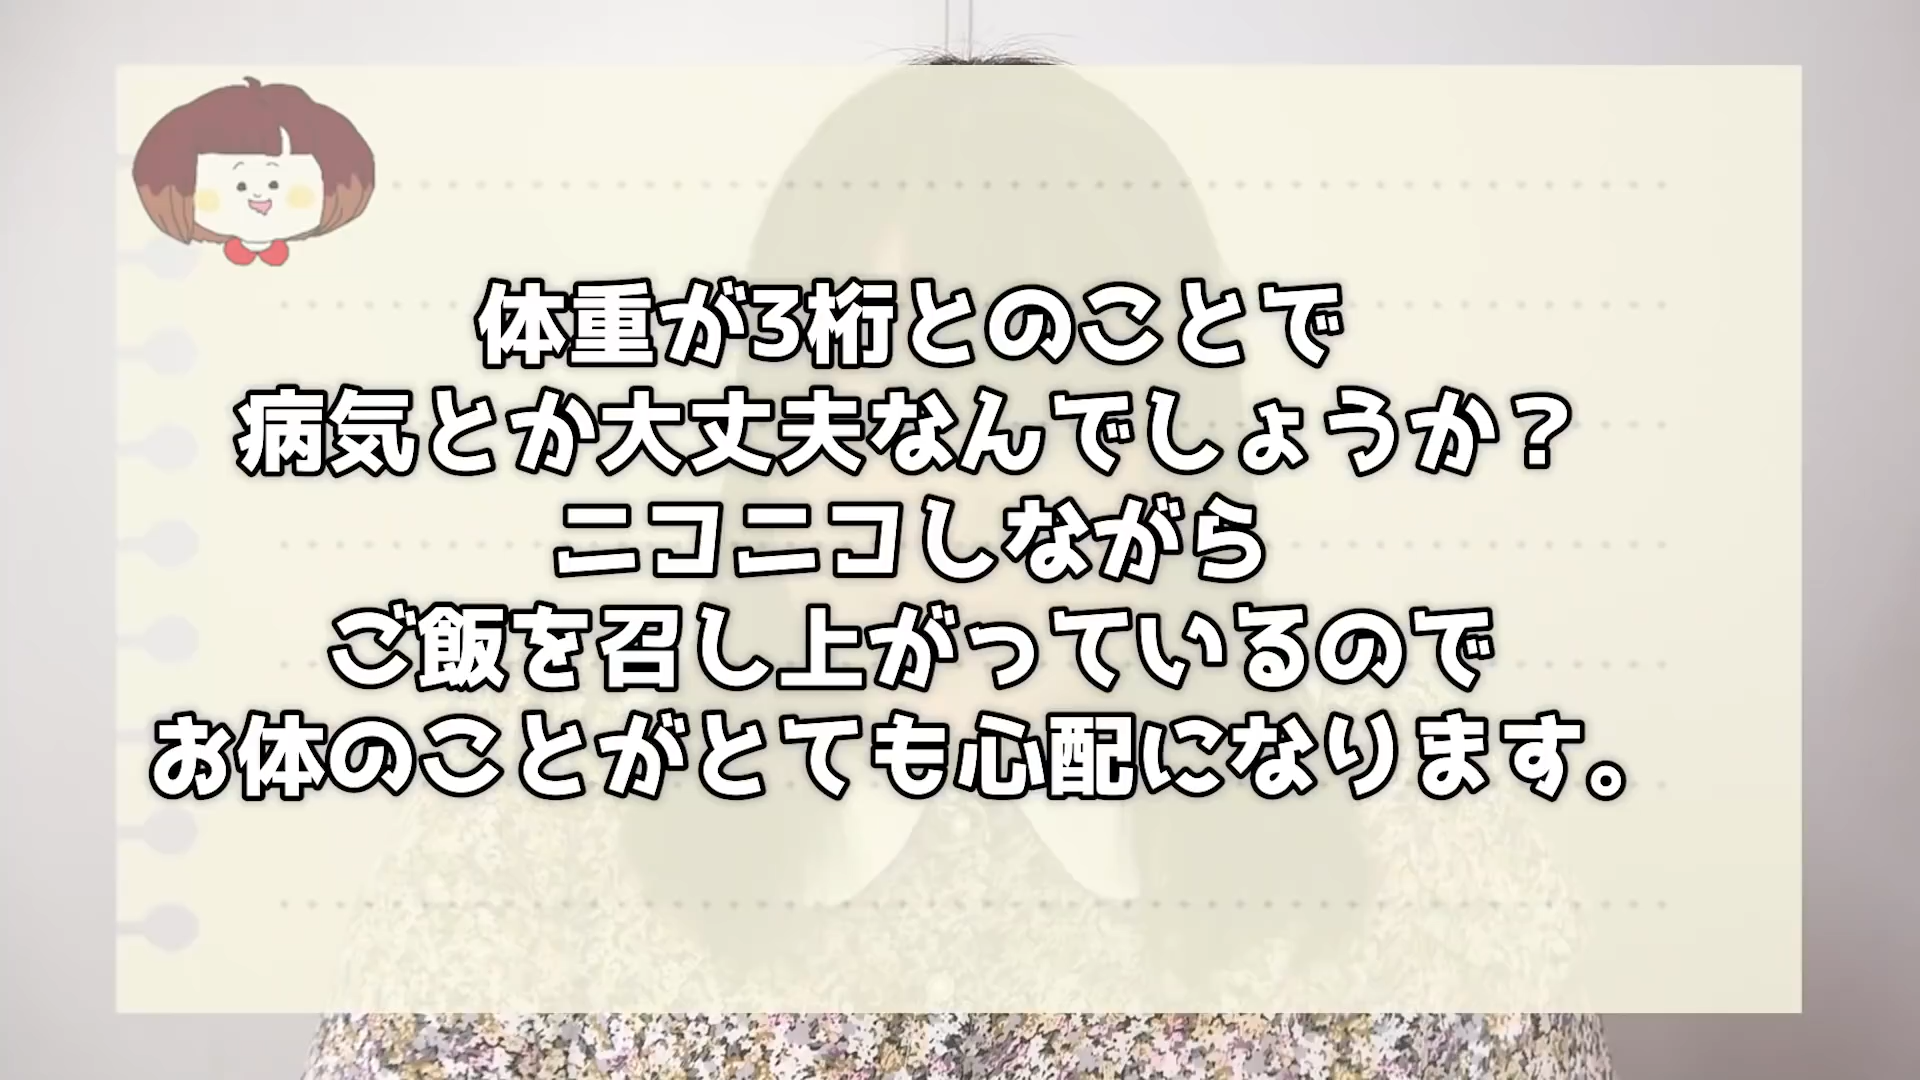 体重が3桁とのことで
病気とか大丈夫なんでしょうか？
ニコニコしながら
ご飯を召し上がっているので
お体のことがとても心配になります。